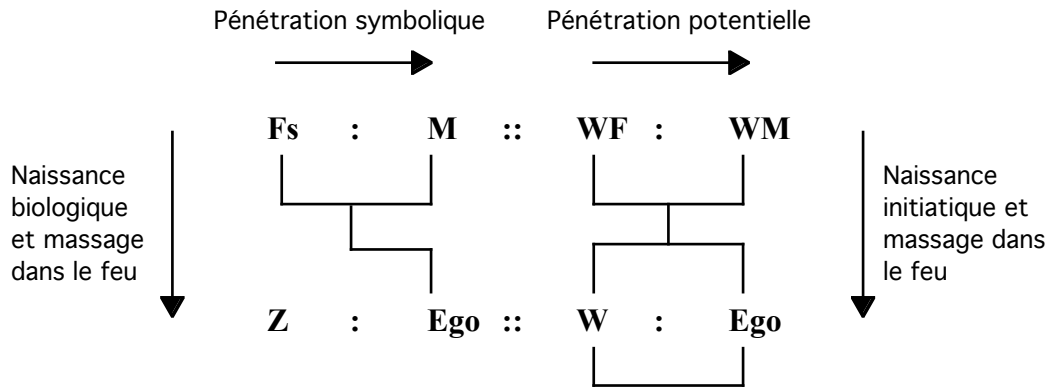 Pénétration symbolique Pénétration potentielle
Fs : M :: WF : WM
Naissance
biologique
et massage
dans le feu
Naissance
initiatique et
massage dans
le feu
Z : Ego :: W : Ego